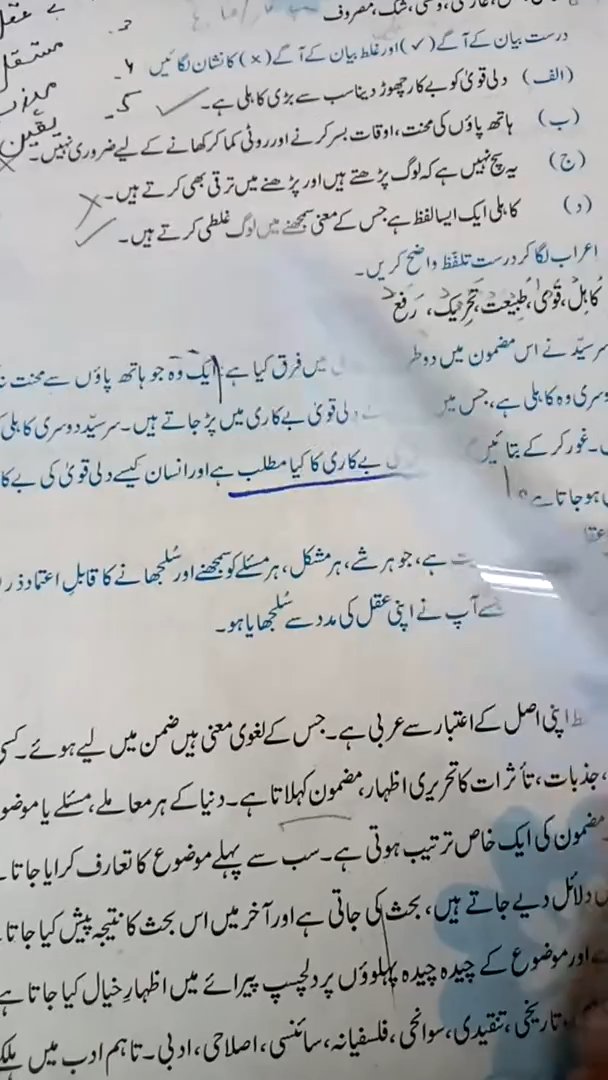 درست بیان کے آگے (✓) اور غلط بیان کے آگے (×) کا نشان لگائیں
(الف) دلی قویٰ کو بے کار چھوڑ دینا سب سے بڑی کاہلی ہے۔ ✓
(ب) ہاتھ پاؤں کی محنت، اوقات بسر کرنے اور روٹی کما کر کھانے کے لیے ضروری نہیں۔ ×
(ج) یہ سچ نہیں ہے کہ لوگ پڑھتے ہیں اور پڑھنے میں ترقی بھی کرتے ہیں۔ ×
(د) کاہلی ایک ایسا لفظ ہے جس کے معنی سمجھنے میں لوگ غلطی کرتے ہیں۔ ✓
یقین
اعراب لگا کر درست تلفّظ واضح کریں۔
کاہل، قویٰ، طبیعت، تحریک، رفع
سرسیّد نے اس مضمون میں میں فرق کیا ہے: ایک وہ جو ہاتھ پاؤں سے محنت
وہ کاہلی ہے، جس میں دلی قویٰ بے کاری میں پڑ جاتے ہیں۔ سرسیّد دوسری کاہلی
غور کر کے بتائیں بے کاری کا کیا مطلب ہے اور انسان کیسے دلی قویٰ کی
ہو جاتا ہے؟
ہے، جو ہر شے، ہر مشکل، ہر مسئلے کو سمجھنے اور سُلجھانے کا قابلِ اعتماد
آپ نے اپنی عقل کی مدد سے سُلجھایا ہو۔
اپنی اصل کے اعتبار سے عربی ہے۔ جس کے لغوی معنی ہیں ضمن میں لیے ہوئے۔ کسی
جذبات، تأثرات کا تحریری اظہار، مضمون کہلاتا ہے۔ دنیا کے ہر معاملے، مسئلے یا
مضمون کی ایک خاص ترتیب ہوتی ہے۔ سب سے پہلے موضوع کا تعارف کرایا جاتا
دلائل دیے جاتے ہیں، بحث کی جاتی ہے اور آخر میں اس بحث کا نتیجہ پیش کیا جاتا
اور موضوع کے چیدہ چیدہ پہلوؤں پر دلچسپ پیرائے میں اظہارِ خیال کیا جاتا ہے
تاریخی، تنقیدی، سوانحی، فلسفیانہ، سائنسی، اصلاحی، ادبی۔ تاہم ادب میں